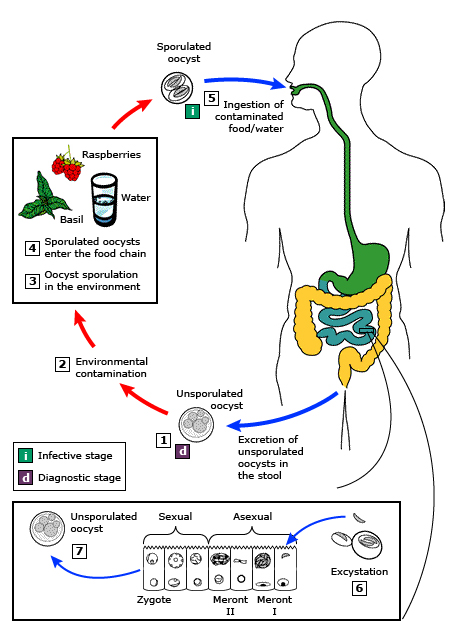 Sporulated
oocyst
5
i
Ingestion of
contaminated
food/water
Raspberries
Water
Basil
4 Sporulated oocysts
enter the food chain
3 Oocyst sporulation
in the environment
2 Environmental
contamination
Unsporulated
oocyst
1
d
Excretion of
unsporulated
oocysts in
the stool
i Infective stage
d Diagnostic stage
Unsporulated
oocyst
7
Sexual
Asexual
Zygote
Meront
II
Meront
I
Excystation
6